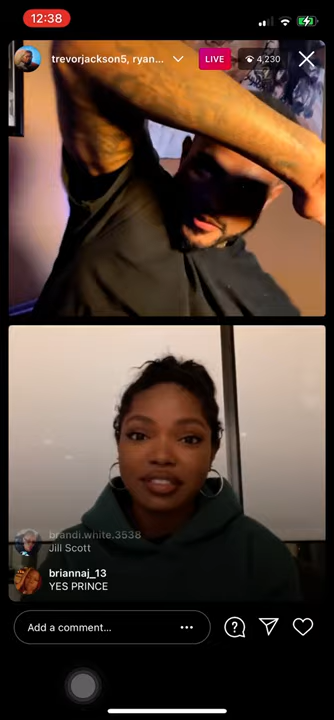 12:38
trevorjackson5, ryan...
LIVE
4,230
brandi.white.3538
Jill Scott
briannaj_13
YES PRINCE
Add a comment...